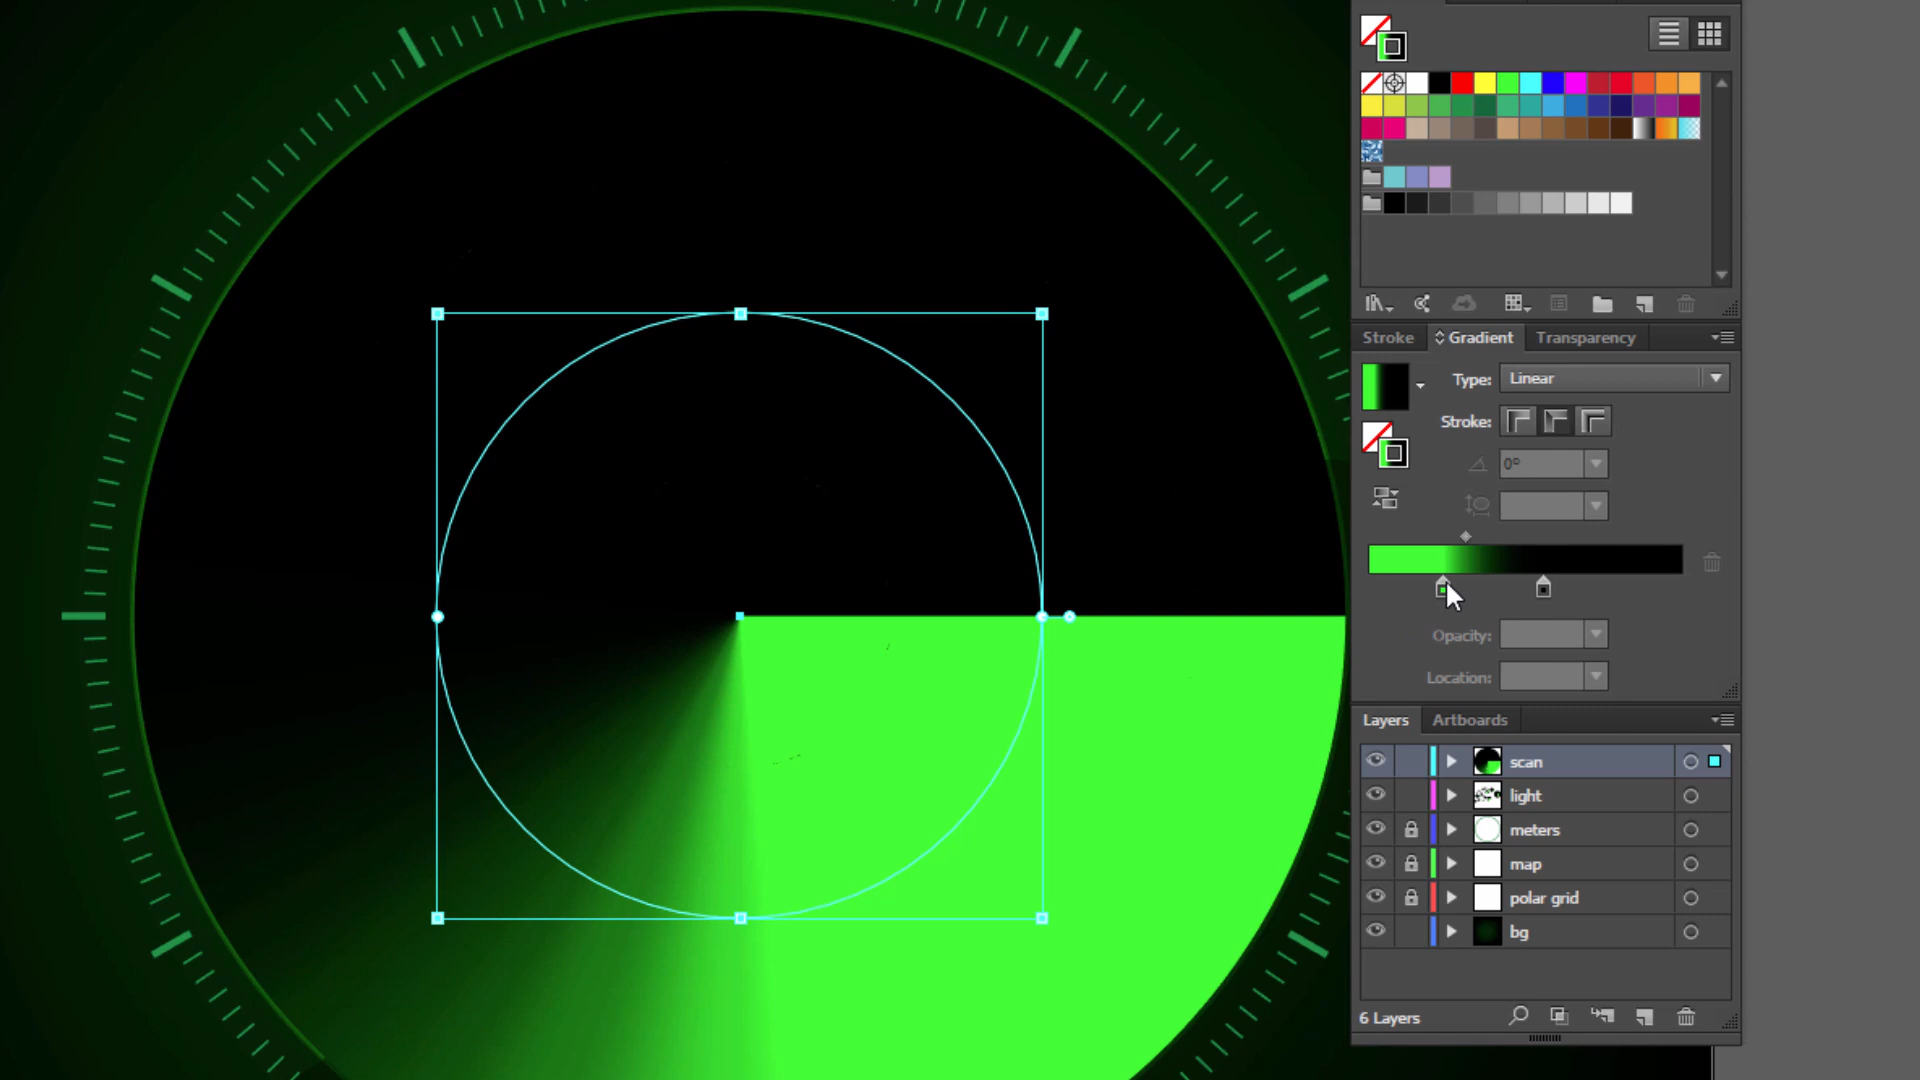 Stroke
Gradient
Transparency
Type:
Linear
Stroke:
0°
Opacity:
Location:
Layers
Artboards
scan
light
meters
map
polar grid
bg
6 Layers